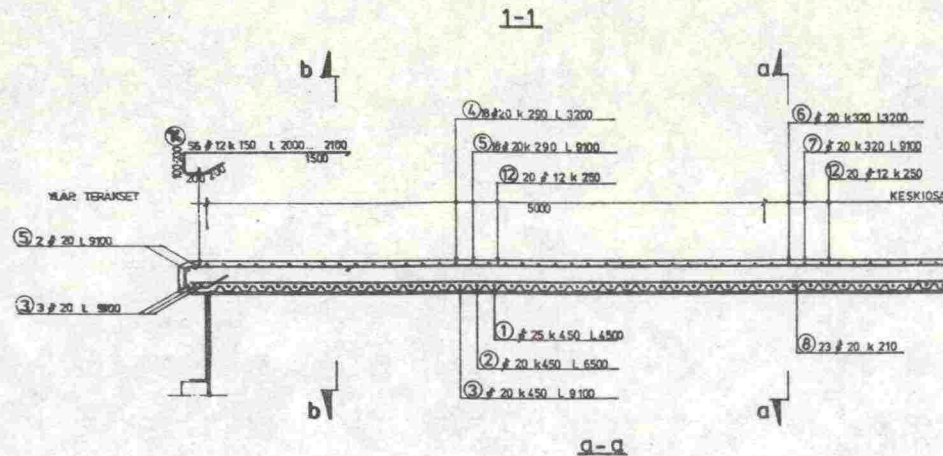 1-1
b
a
④ 18 # 20 k 290 L 3200
⑥ # 20 k 320 L 3200
56 # 12 k 150 L 2000... 2100
1500
⑤ 18 # 20 k 290 L 9100
⑦ # 20 k 320 L 9100
200
⑫ 20 # 12 k 250
⑫ 20 # 12 k 250
TERÄKSET
5000
⑤ 2 # 20 L 9100
③ 3 # 20 L
① # 25 k 450 L 4500
⑧ 23 # 20 k 210
② # 20 k 450 L 6500
③ # 20 k 450 L 9100
b
a
a-a